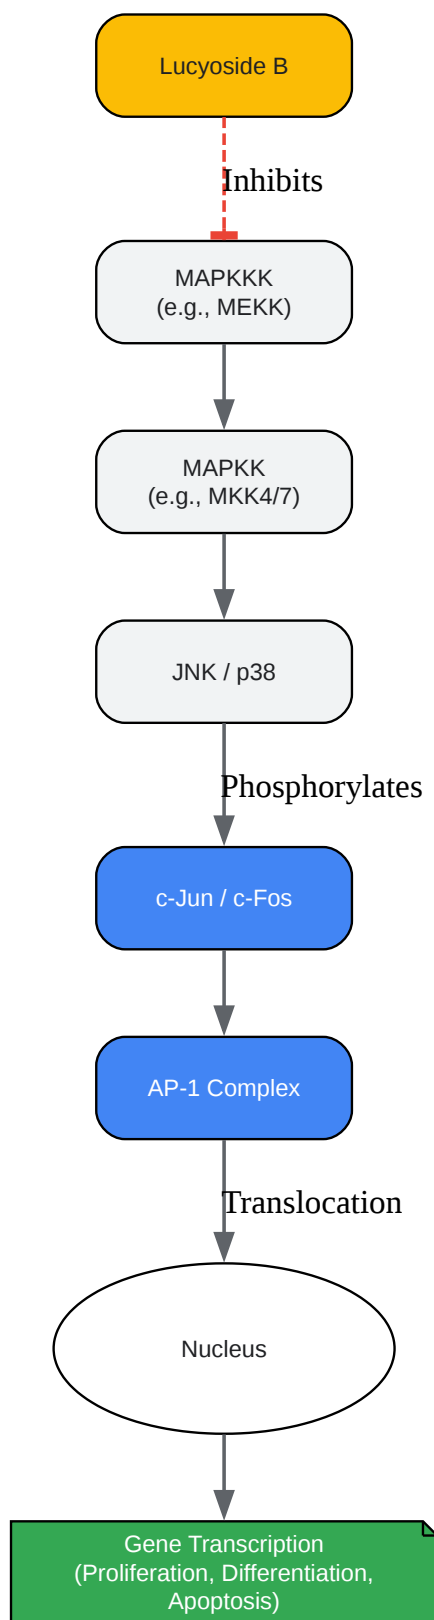 Lucyoside B
Inhibits
MAPKKK
(e.g., MEKK)
MAPKK
(e.g., MKK4/7)
JNK / p38
Phosphorylates
c-Jun / c-Fos
AP-1 Complex
Translocation
Nucleus
Gene Transcription
(Proliferation, Differentiation,
Apoptosis)